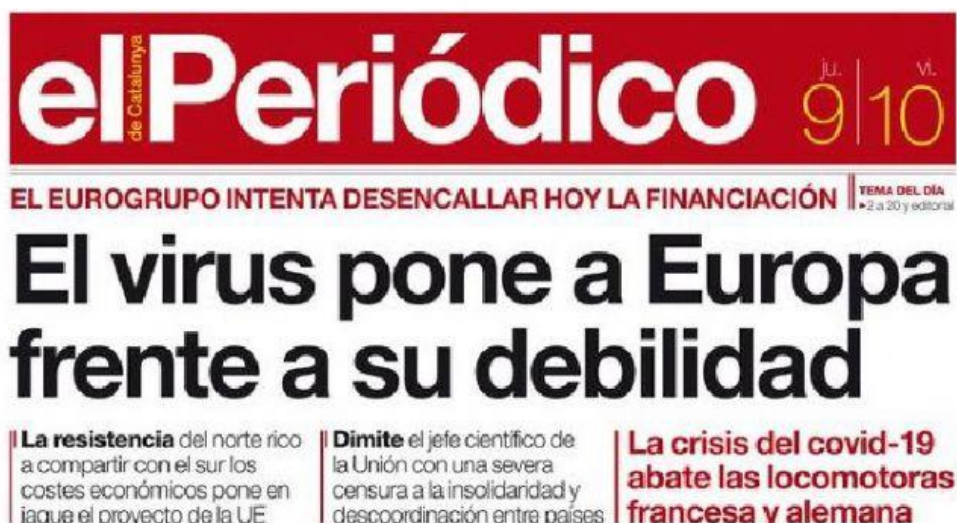 el Periódico
de Catalunya
ju. vi.
9 10
EL EUROGRUPO INTENTA DESENCALLAR HOY LA FINANCIACIÓN
TEMA DEL DÍA
▸2 a 20 y editorial
El virus pone a Europa
frente a su debilidad
La resistencia del norte rico
a compartir con el sur los
costes económicos pone en
jaque el proyecto de la UE
Dimite el jefe científico de
la Unión con una severa
censura a la insolidaridad y
descoordinación entre países
La crisis del covid-19
abate las locomotoras
francesa y alemana